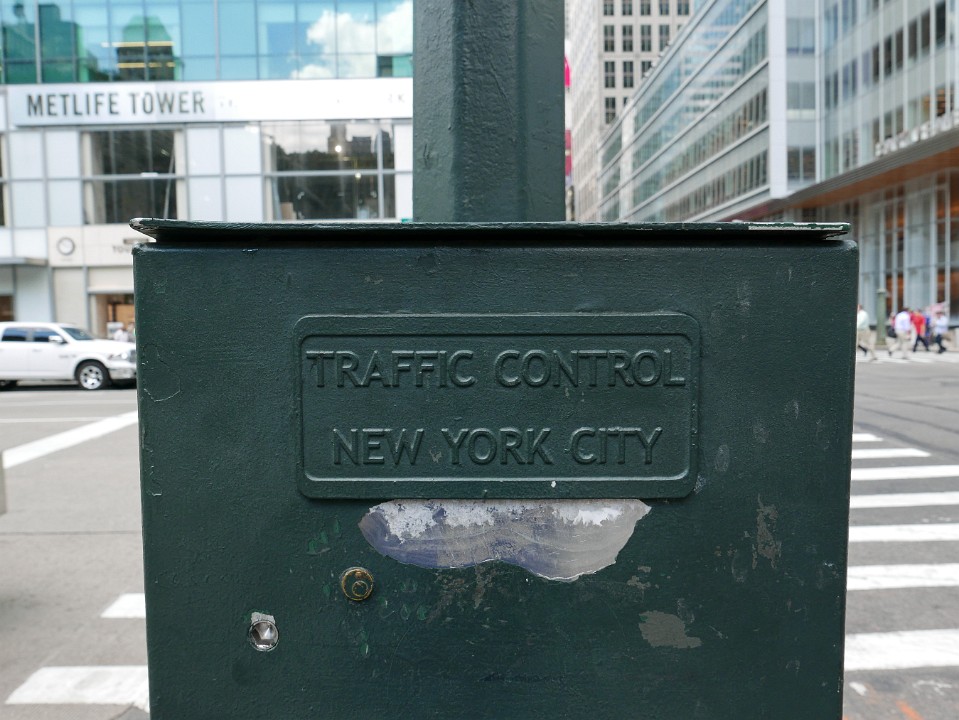 METLIFE TOWER
TRAFFIC CONTROL
NEW YORK CITY